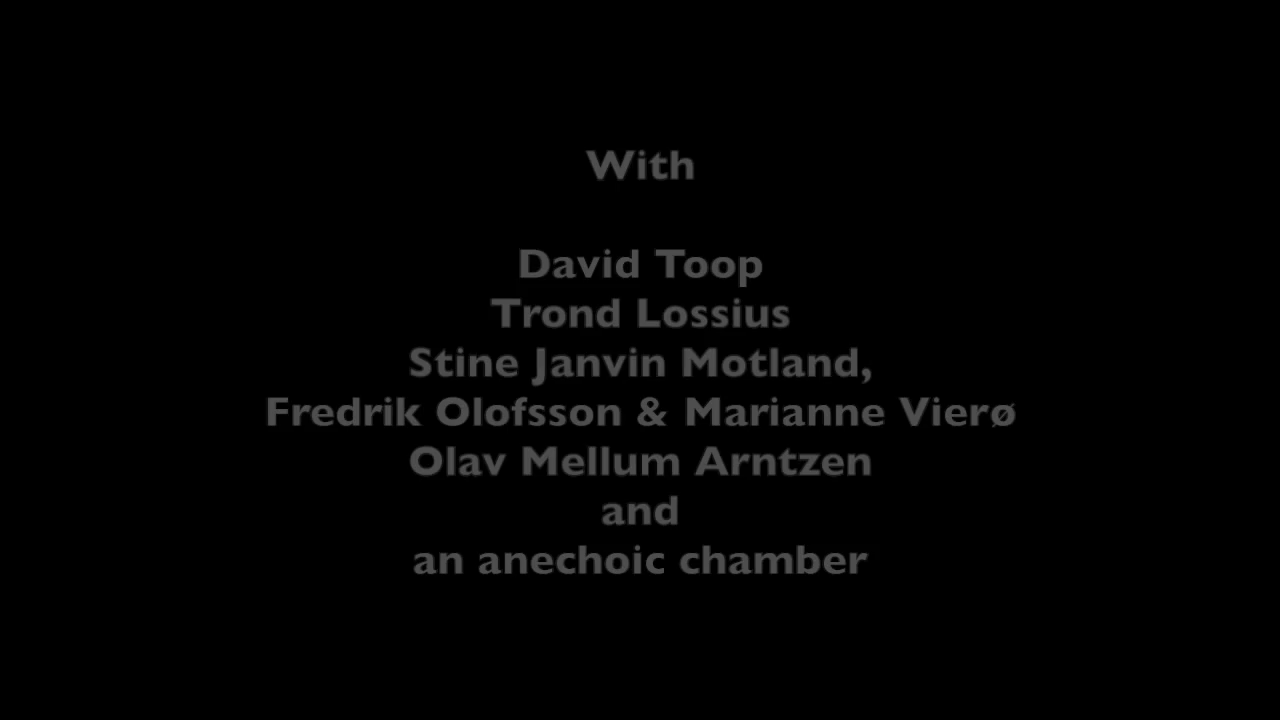 With
David Toop
Trond Lossius
Stine Janvin Motland,
Fredrik Olofsson & Marianne Vierø
Olav Mellum Arntzen
and
an anechoic chamber